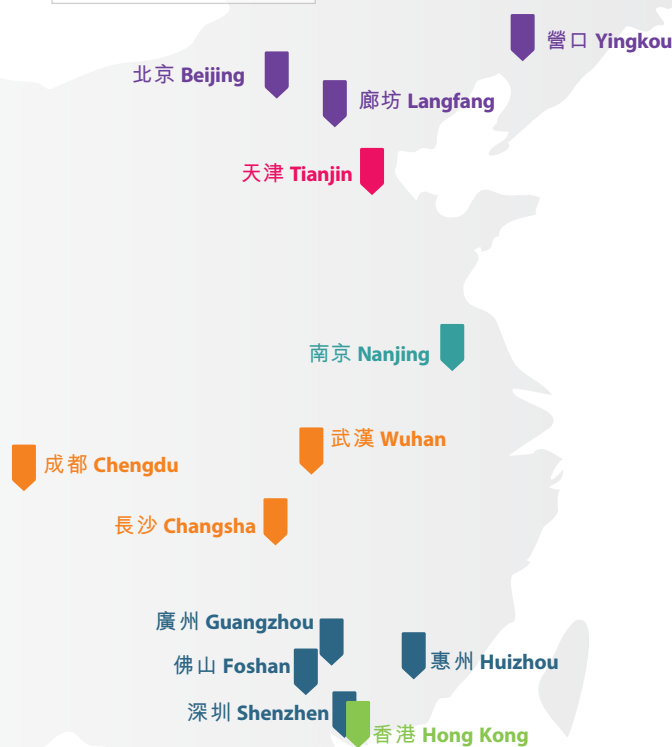 營口 Yingkou
北京 Beijing
廊坊 Langfang
天津 Tianjin
南京 Nanjing
武漢 Wuhan
成都 Chengdu
長沙 Changsha
廣州 Guangzhou
惠州 Huizhou
佛山 Foshan
深圳 Shenzhen
香港 Hong Kong